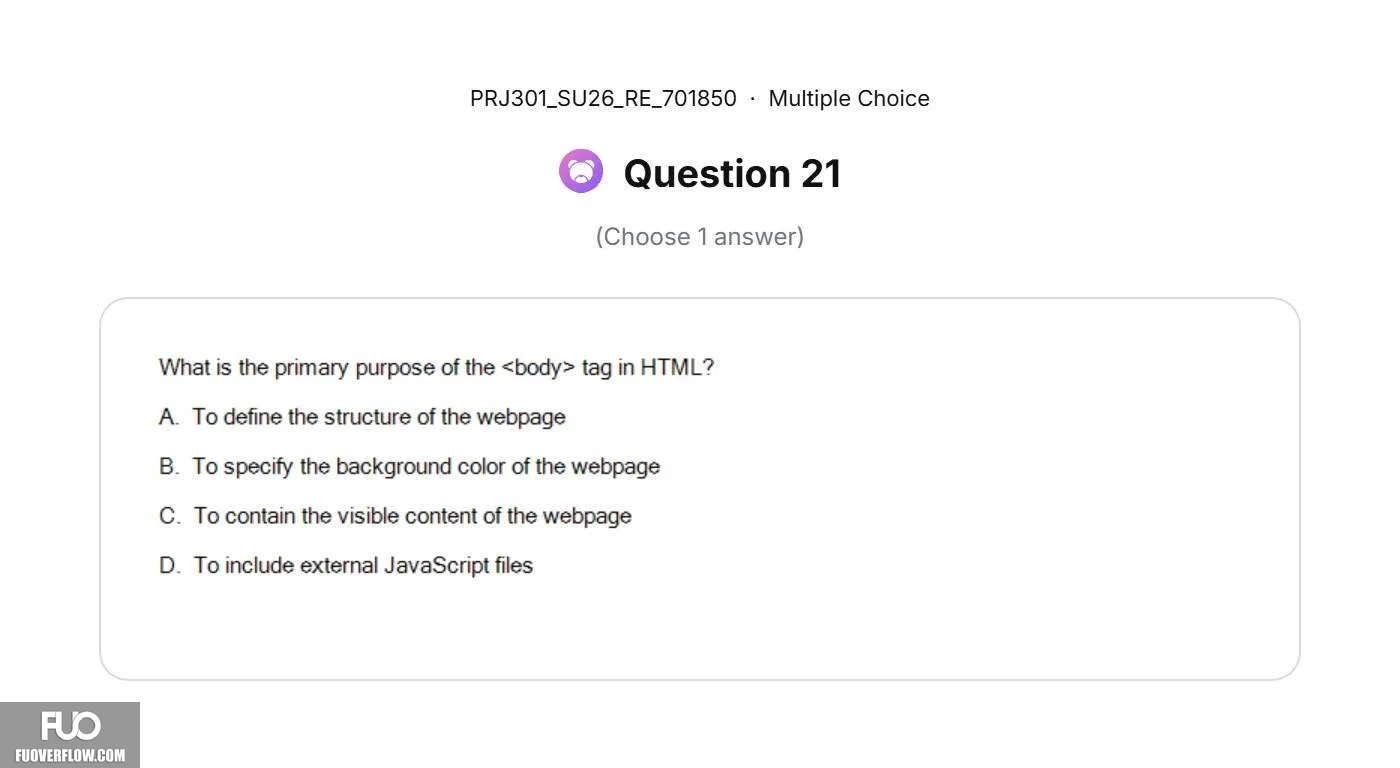 PRJ301_SU26_RE_701850 · Multiple Choice
Question 21
(Choose 1 answer)
What is the primary purpose of the <body> tag in HTML?
A. To define the structure of the webpage
B. To specify the background color of the webpage
C. To contain the visible content of the webpage
D. To include external JavaScript files
FUO
FUOVERFLOW.COM